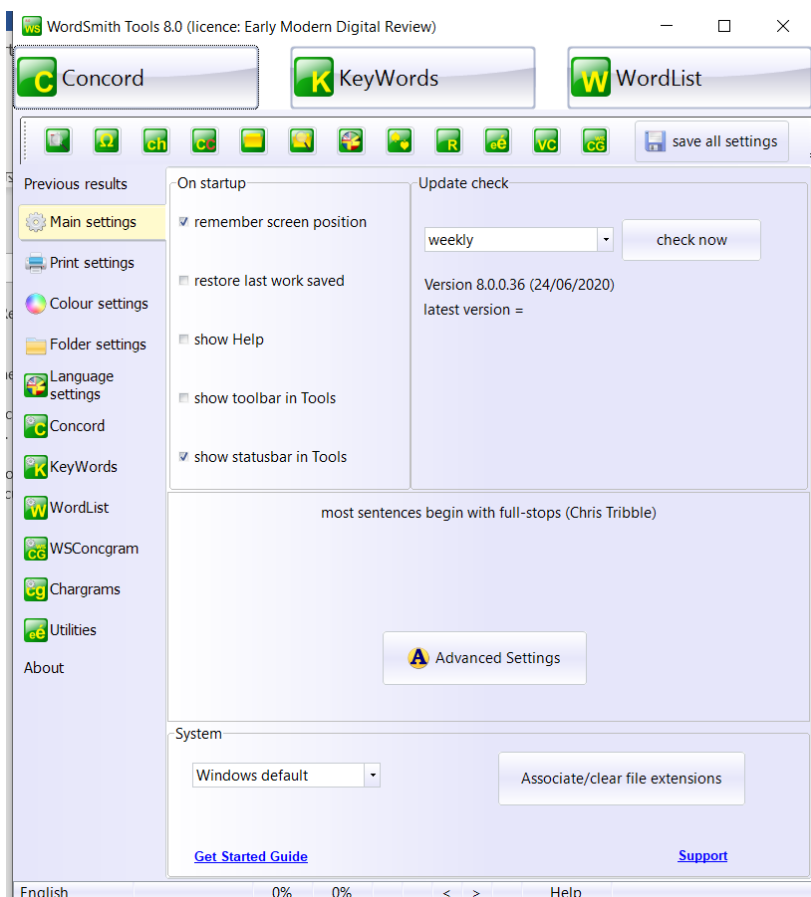 WordSmith Tools 8.0 (licence: Early Modern Digital Review)
Concord
KeyWords
WordList
save all settings
Previous results
Main settings
Print settings
Colour settings
Folder settings
Language
settings
Concord
KeyWords
WordList
WSConcgram
Chargrams
Utilities
About
On startup
remember screen position
restore last work saved
show Help
show toolbar in Tools
show statusbar in Tools
Update check
weekly
check now
Version 8.0.0.36 (24/06/2020)
latest version =
most sentences begin with full-stops (Chris Tribble)
Advanced Settings
System
Windows default
Associate/clear file extensions
Get Started Guide
Support
English 0% 0% < > Help